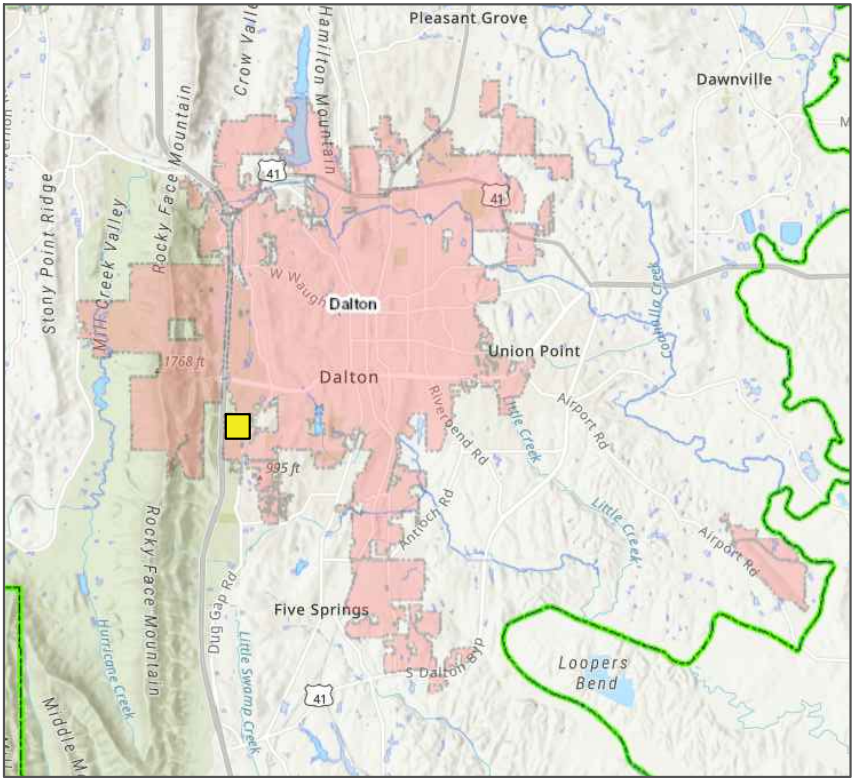 Pleasant Grove
Dawnville
Crow Valle
Hamilton Mountain
Rocky Face Mountain
Stony Point Ridge
Mill Creek Valley
41
41
W Waugh
Dalton
Coahulla Creek
Union Point
1768 ft
Dalton
Riverbend Rd
Little Creek
Airport Rd
995 ft
Antioch Rd
Little Creek
Airport Rd
Rocky Face Mountain
Dug Gap Rd
Five Springs
Hurricane Creek
Little Swamp Creek
S Dalton Byp
Loopers
Bend
41
Middle M